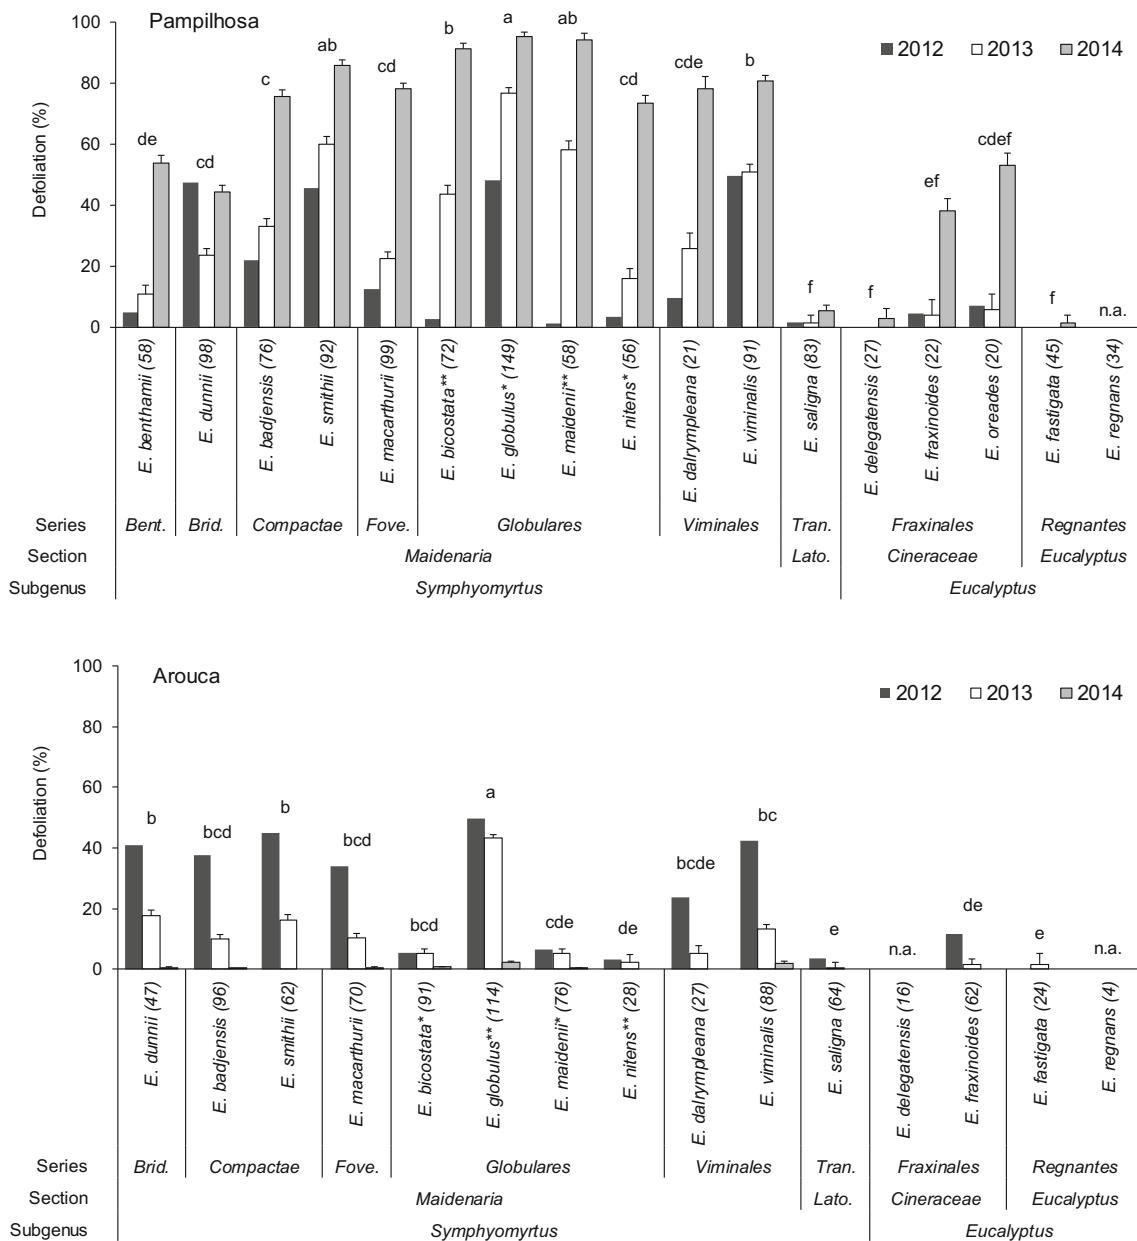 Pampilhosa
2012 2013 2014
Defoliation (%)
100
80
60
40
20
0
de cd c ab cd b a ab cd cde b f f ef cdef f n.a.
E. benthamii (58)
E. dunnii (98)
E. badjensis (76)
E. smithii (92)
E. macarthurii (99)
E. bicostata** (72)
E. globulus* (149)
E. maidenii** (58)
E. nitens* (56)
E. dalrympleana (21)
E. viminalis (91)
E. saligna (83)
E. delegatensis (27)
E. fraxinoides (22)
E. oreades (20)
E. fastigata (45)
E. regnans (34)
Series Bent. Brid. Compactae Fove. Globulares Viminales Tran. Fraxinales Regnantes
Section Maidenaria Lato. Cineraceae Eucalyptus
Subgenus Symphyomyrtus Eucalyptus
Arouca
2012 2013 2014
Defoliation (%)
100
80
60
40
20
0
b bcd b bcd bcd a cde de bcde bc e n.a. de e n.a.
E. dunnii (47)
E. badjensis (96)
E. smithii (62)
E. macarthurii (70)
E. bicostata* (91)
E. globulus** (114)
E. maidenii* (76)
E. nitens** (28)
E. dalrympleana (27)
E. viminalis (88)
E. saligna (64)
E. delegatensis (16)
E. fraxinoides (62)
E. fastigata (24)
E. regnans (4)
Series Brid. Compactae Fove. Globulares Viminales Tran. Fraxinales Regnantes
Section Maidenaria Lato. Cineraceae Eucalyptus
Subgenus Symphyomyrtus Eucalyptus